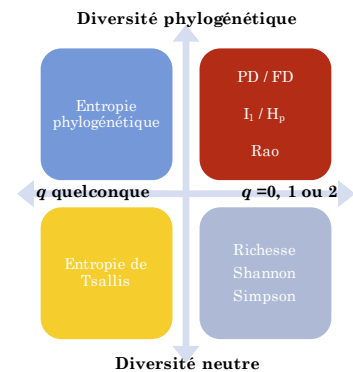 Diversité phylogénétique
Entropie
phylogénétique
PD / FD
I₁ / Hₚ
Rao
q quelconque
q =0, 1 ou 2
Entropie de
Tsallis
Richesse
Shannon
Simpson
Diversité neutre